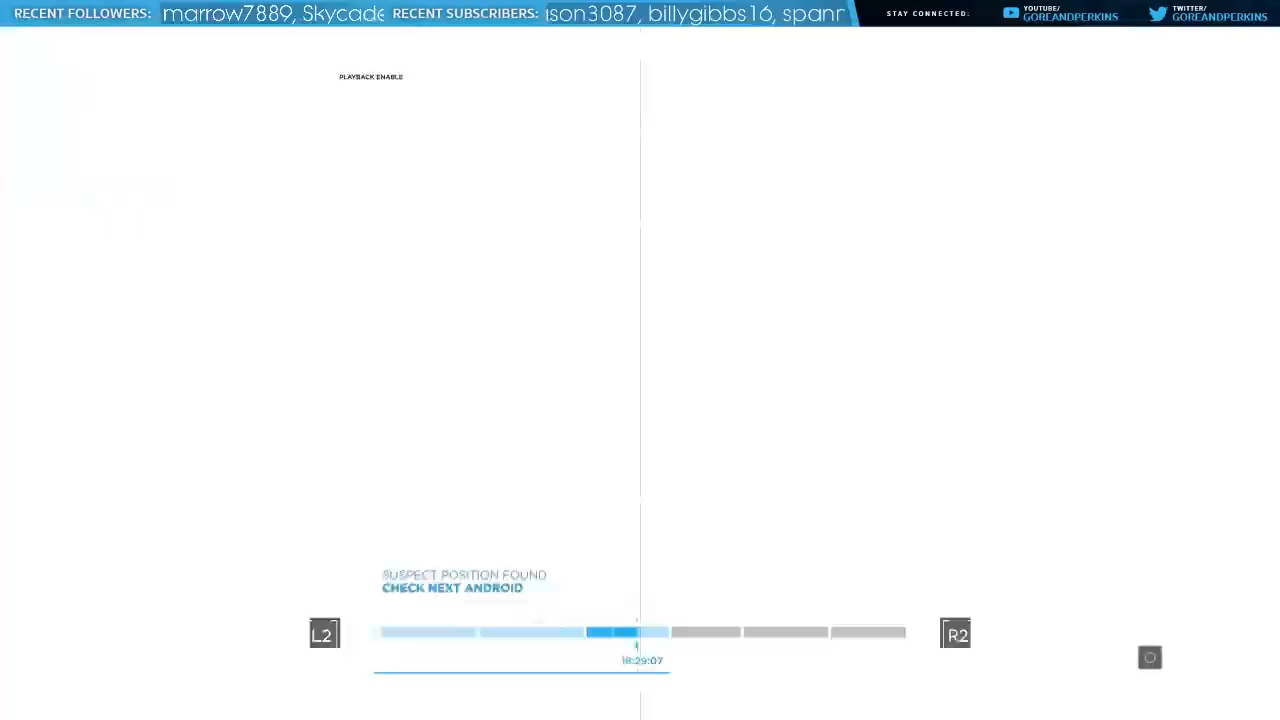 RECENT FOLLOWERS: marrow7889, Skycade RECENT SUBSCRIBERS: ison3087, billygibbs16, spann STAY CONNECTED: YOUTUBE/ GOREANDPERKINS TWITTER/ GOREANDPERKINS
PLAYBACK ENABLE
SUSPECT POSITION FOUND
CHECK NEXT ANDROID
L2 R2
18:29:07